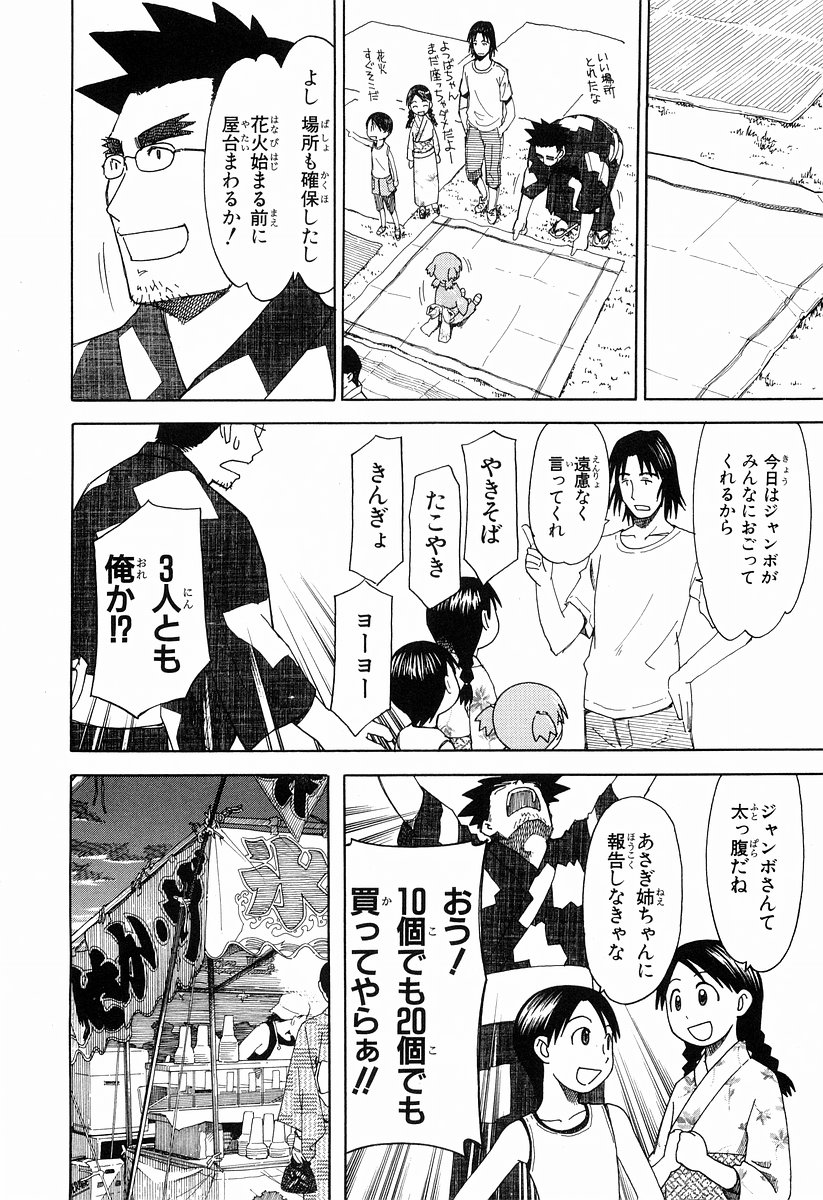 いい場所
とれたな
よつばちゃん
まだ座っちゃダメだよー
花火
すぐそこだ
よし 場所も確保したし
花火始まる前に
屋台まわるか!
今日はジャンボが
みんなにおごって
くれるから
遠慮なく
言ってくれ
やきそば
たこやき
きんぎょ
ヨーヨー
3人とも
俺か!?
ジャンボさんて
太っ腹だね
あさぎ姉ちゃんに
報告しなきゃな
おう!
10個でも20個でも
買ってやらぁ!!
氷